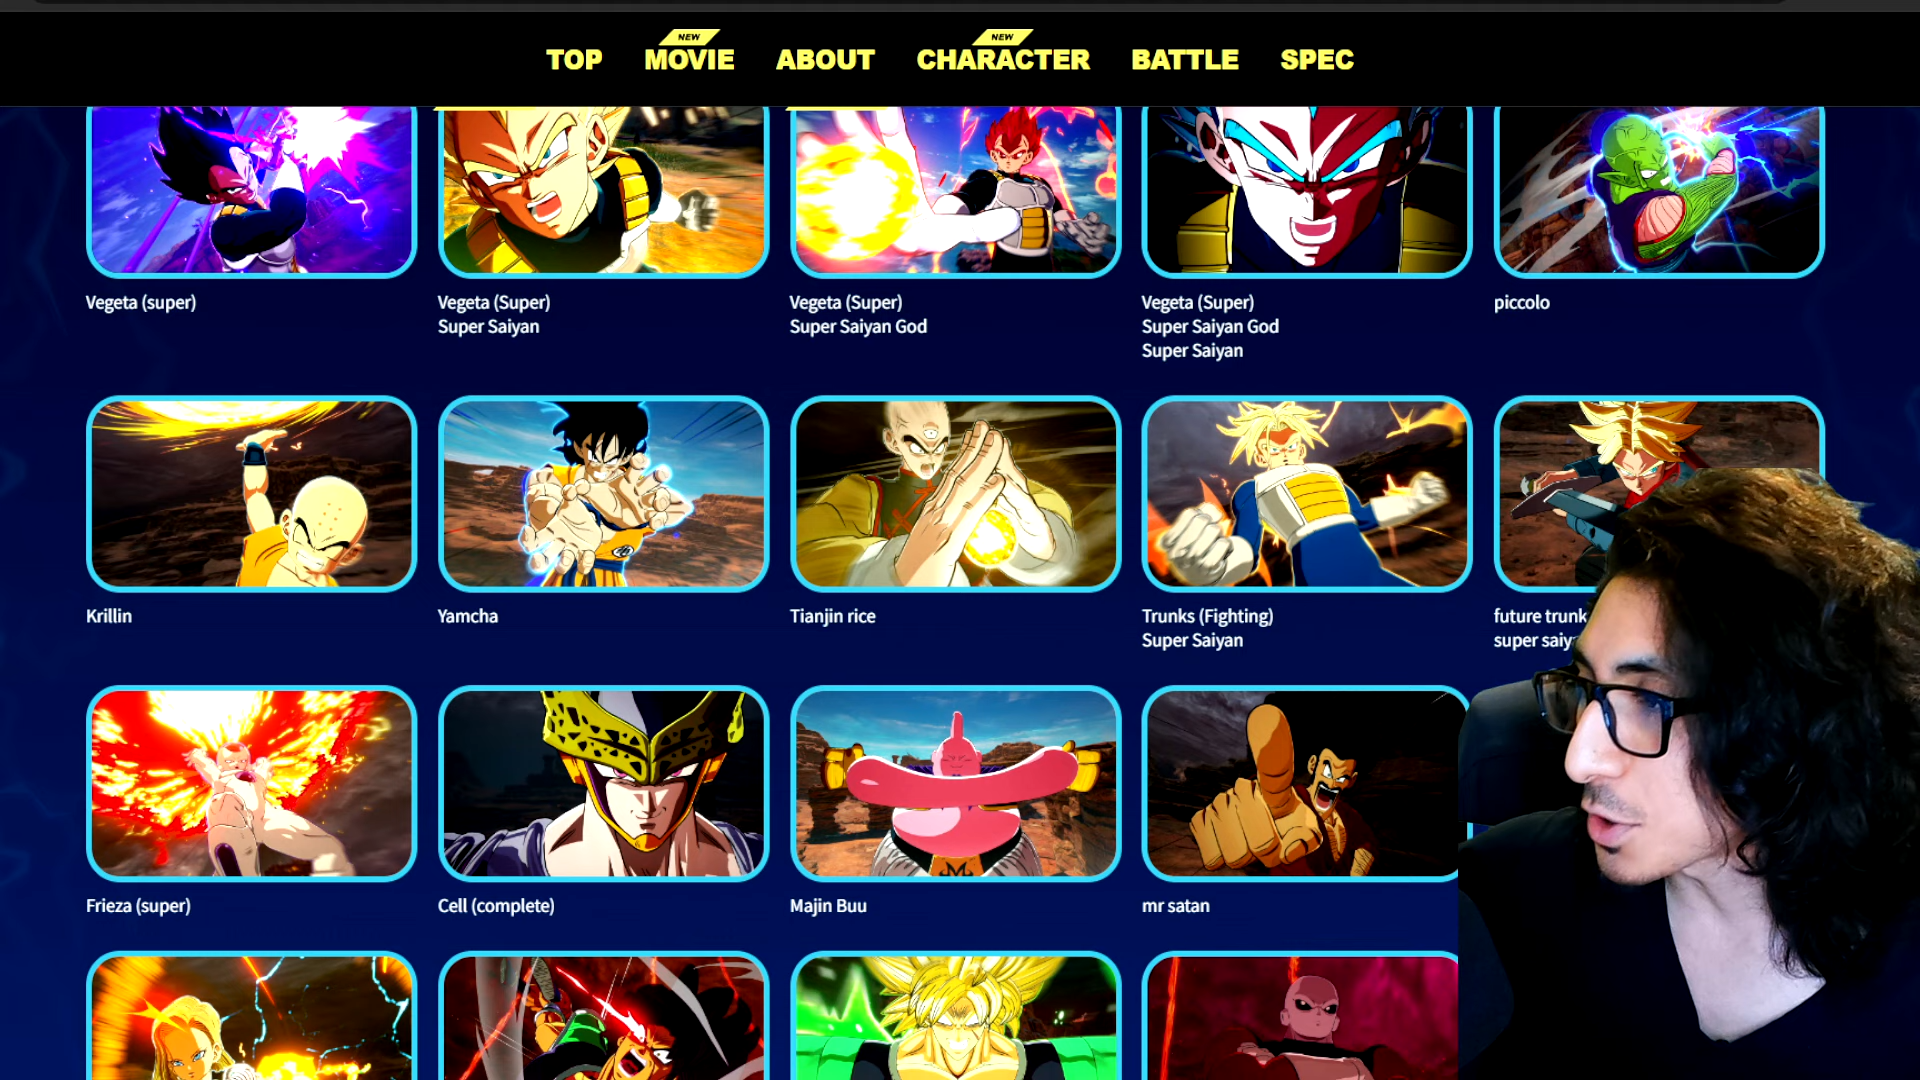 NEW NEW
TOP MOVIE ABOUT CHARACTER BATTLE SPEC
Vegeta (super)
Vegeta (Super)
Super Saiyan
Vegeta (Super)
Super Saiyan God
Vegeta (Super)
Super Saiyan God
Super Saiyan
piccolo
Krillin
Yamcha
Tianjin rice
Trunks (Fighting)
Super Saiyan
future trunk
super saiy
Frieza (super)
Cell (complete)
Majin Buu
mr satan